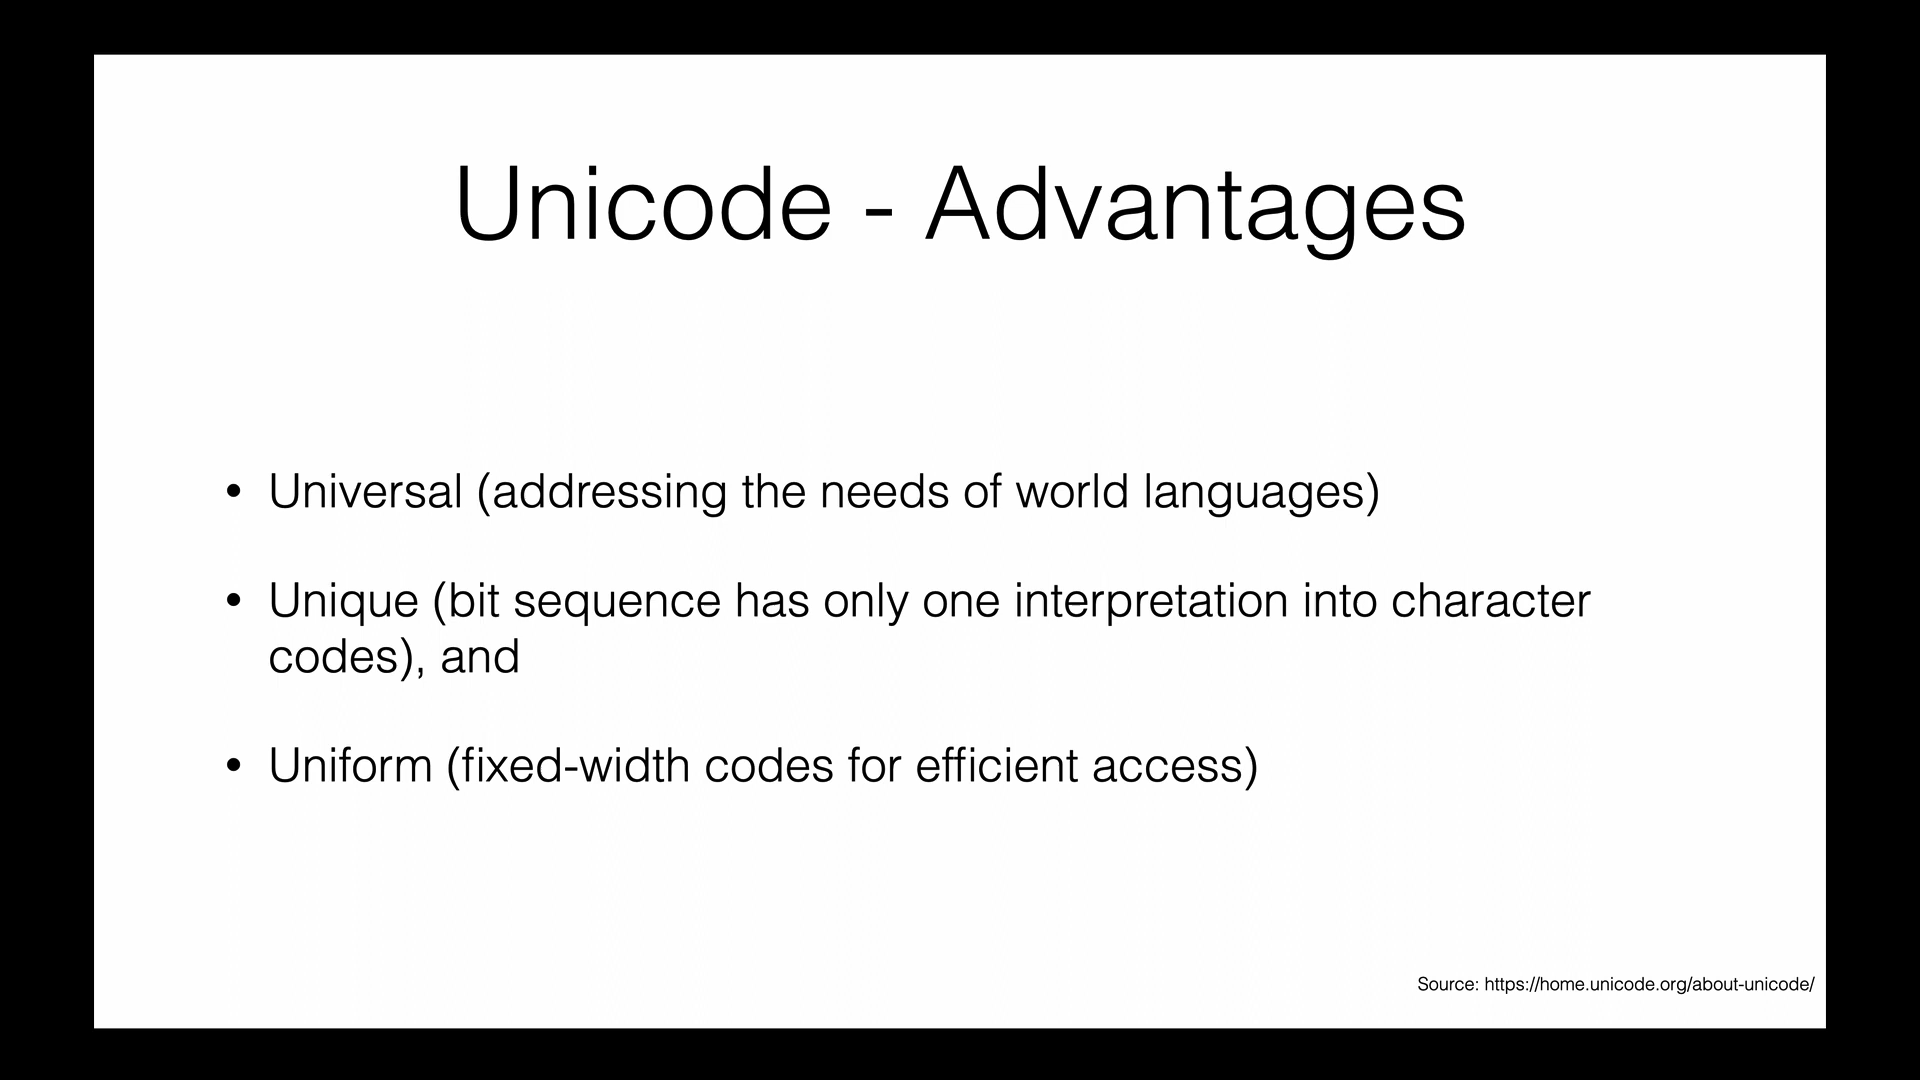 Unicode - Advantages
• Universal (addressing the needs of world languages)
• Unique (bit sequence has only one interpretation into character
codes), and
• Uniform (fixed-width codes for efficient access)
Source: https://home.unicode.org/about-unicode/